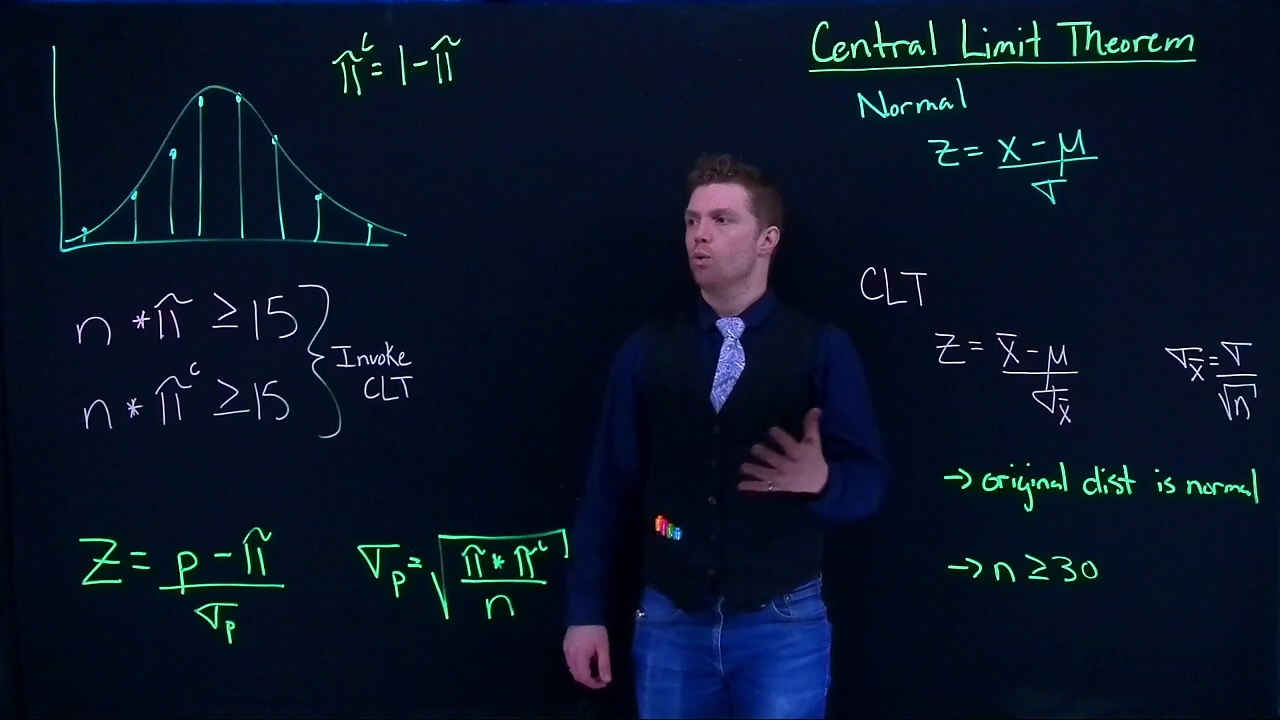 π^c = 1 - π
n * π ≥ 15
n * π^c ≥ 15
Invoke
CLT
Z = (p - π) / σ_p
σ_p = √(π * π^c / n)
Central Limit Theorem
Normal
Z = (x - μ) / σ
CLT
Z = (x̄ - μ) / σ_x̄
σ_x̄ = σ / √n
→ original dist is normal
→ n ≥ 30